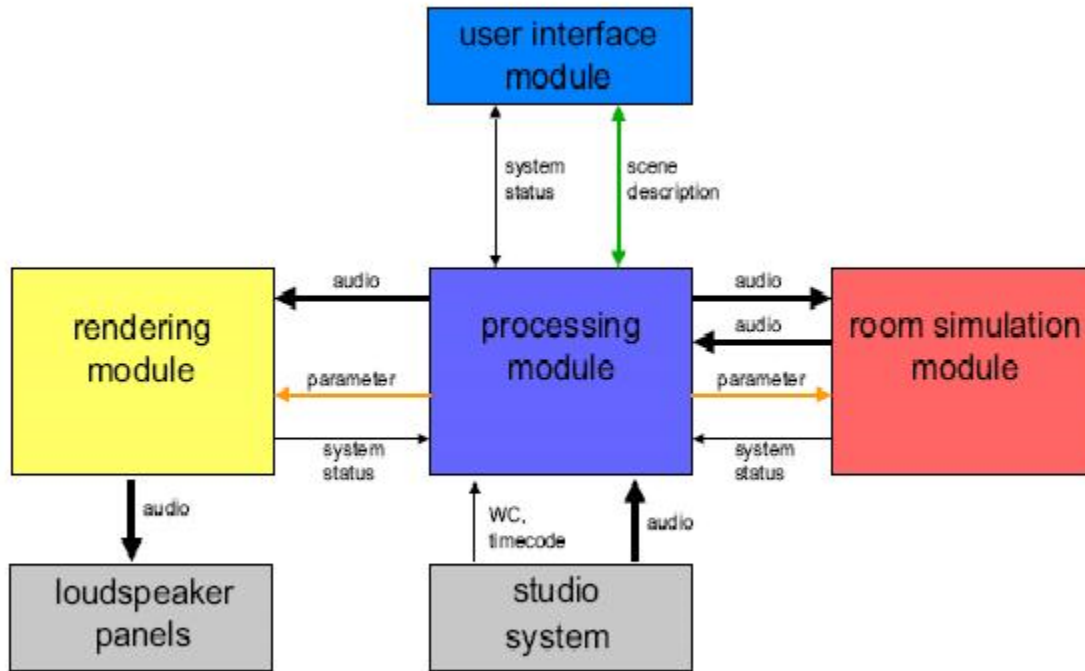 user interface
module
system
status
scene
description
audio
audio
rendering
module
processing
module
room simulation
module
audio
parameter
parameter
system
status
system
status
audio
WC,
timecode
audio
loudspeaker
panels
studio
system